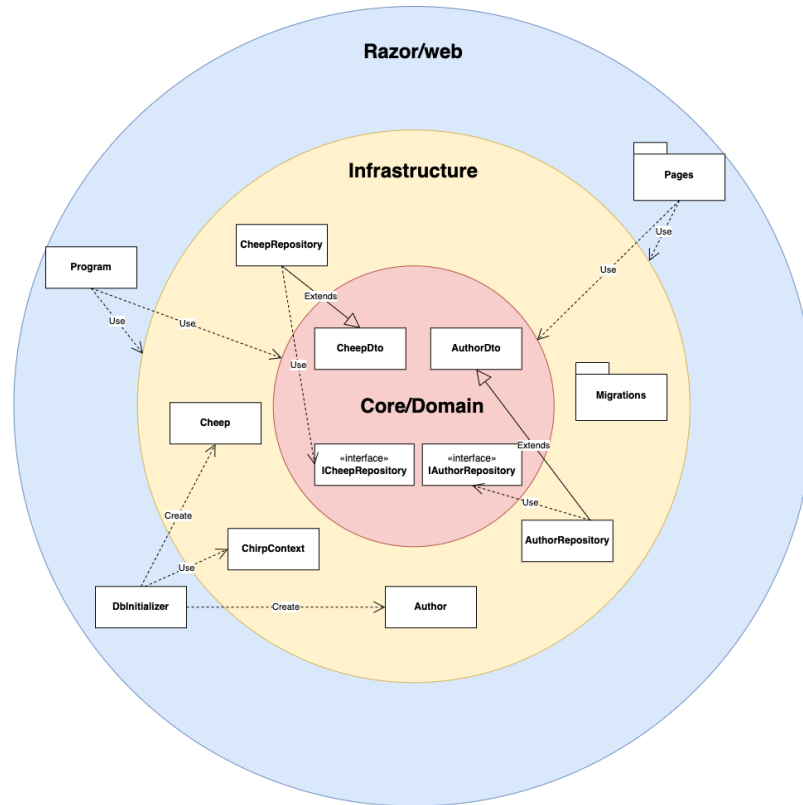 Razor/web
Infrastructure
Pages
Use
CheepRepository
Program
Use
Extends
Use
Use
Use
CheepDto
AuthorDto
Migrations
Core/Domain
Cheep
Extends
«interface»
ICheepRepository
«interface»
IAuthorRepository
Use
Create
AuthorRepository
ChirpContext
Use
DbInitializer
Create
Author